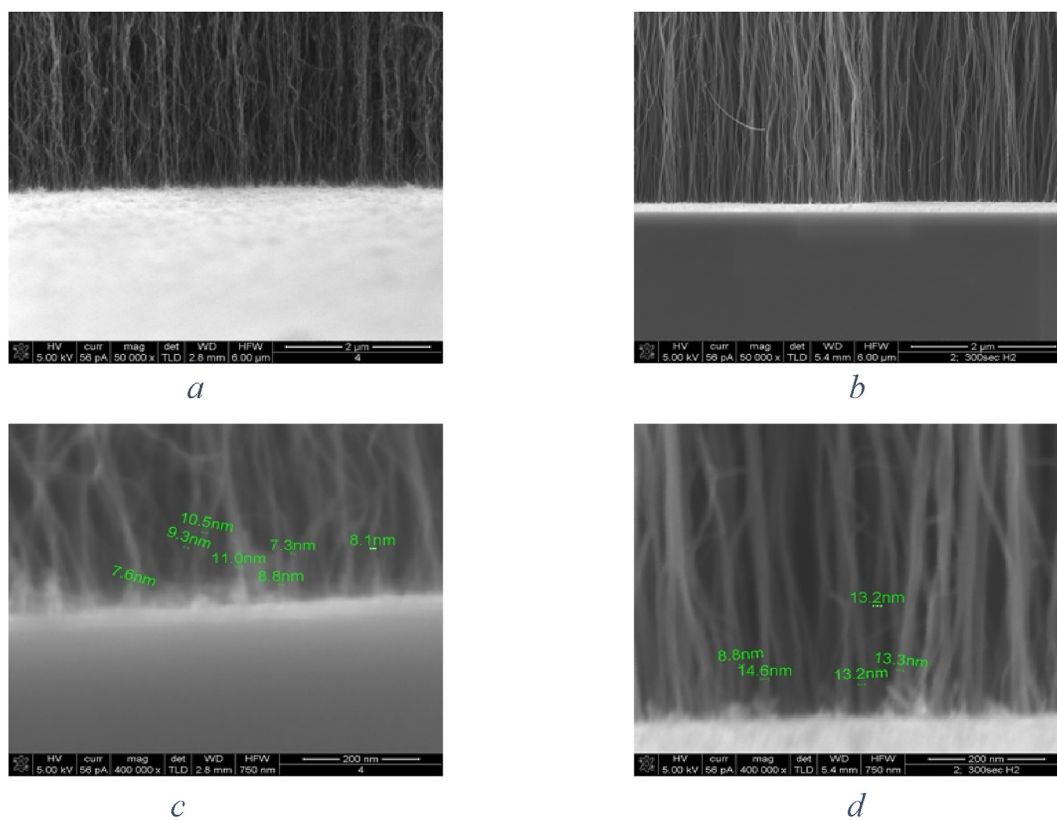 HV curr mag det WD HFW 2 µm
5.00 kV 56 pA 50 000 x TLD 2.8 mm 6.00 µm 4
HV curr mag det WD HFW 2 µm
5.00 kV 56 pA 50 000 x TLD 5.4 mm 6.00 µm 2; 300sec H2
a
b
10.5nm
9.3nm
11.0nm
7.3nm
8.1nm
7.6nm
8.8nm
HV curr mag det WD HFW 200 nm
5.00 kV 56 pA 400 000 x TLD 2.8 mm 750 nm 4
13.2nm
8.8nm
14.6nm
13.2nm
13.3nm
HV curr mag det WD HFW 200 nm
5.00 kV 56 pA 400 000 x TLD 5.4 mm 750 nm 2; 300sec H2
c
d